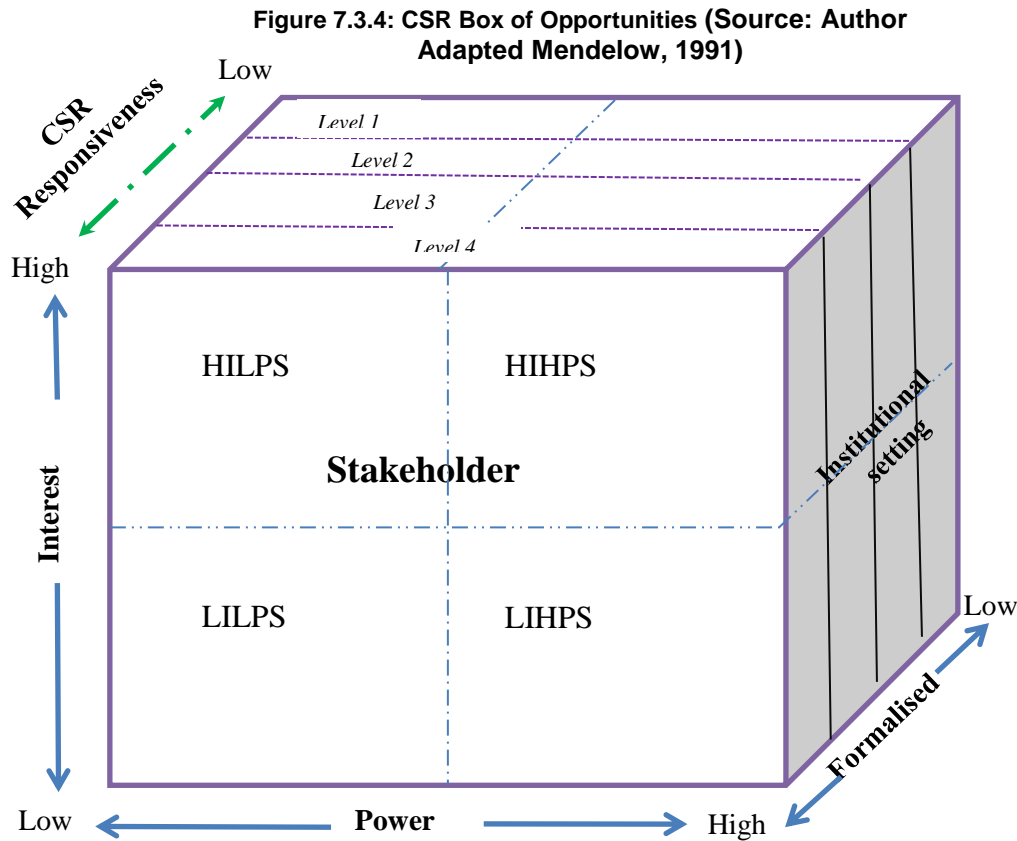 Figure 7.3.4: CSR Box of Opportunities (Source: Author
Adapted Mendelow, 1991)
Low
CSR
Responsiveness
High
Level 1
Level 2
Level 3
Level 4
HILPS
HIHPS
Stakeholder
Interest
LILPS
LIHPS
Institutional
setting
Low
Formalised
Low
Power
High